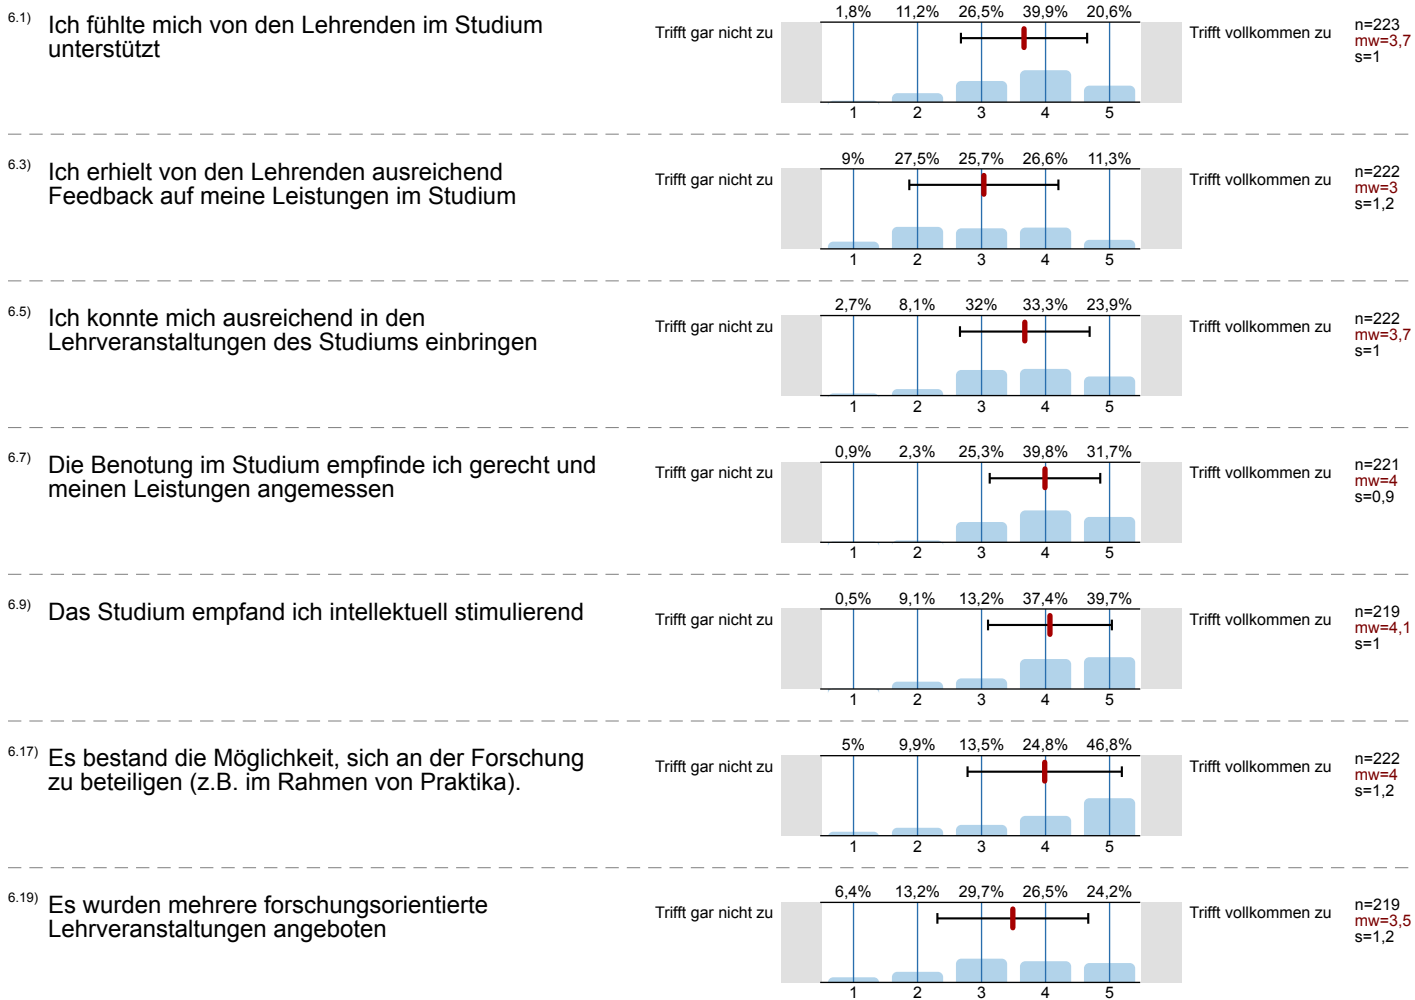 6.1) Ich fühlte mich von den Lehrenden im Studium
unterstützt
Trifft gar nicht zu
1,8% 11,2% 26,5% 39,9% 20,6%
1 2 3 4 5
Trifft vollkommen zu
n=223
mw=3,7
s=1
6.3) Ich erhielt von den Lehrenden ausreichend
Feedback auf meine Leistungen im Studium
Trifft gar nicht zu
9% 27,5% 25,7% 26,6% 11,3%
1 2 3 4 5
Trifft vollkommen zu
n=222
mw=3
s=1,2
6.5) Ich konnte mich ausreichend in den
Lehrveranstaltungen des Studiums einbringen
Trifft gar nicht zu
2,7% 8,1% 32% 33,3% 23,9%
1 2 3 4 5
Trifft vollkommen zu
n=222
mw=3,7
s=1
6.7) Die Benotung im Studium empfinde ich gerecht und
meinen Leistungen angemessen
Trifft gar nicht zu
0,9% 2,3% 25,3% 39,8% 31,7%
1 2 3 4 5
Trifft vollkommen zu
n=221
mw=4
s=0,9
6.9) Das Studium empfand ich intellektuell stimulierend
Trifft gar nicht zu
0,5% 9,1% 13,2% 37,4% 39,7%
1 2 3 4 5
Trifft vollkommen zu
n=219
mw=4,1
s=1
6.17) Es bestand die Möglichkeit, sich an der Forschung
zu beteiligen (z.B. im Rahmen von Praktika).
Trifft gar nicht zu
5% 9,9% 13,5% 24,8% 46,8%
1 2 3 4 5
Trifft vollkommen zu
n=222
mw=4
s=1,2
6.19) Es wurden mehrere forschungsorientierte
Lehrveranstaltungen angeboten
Trifft gar nicht zu
6,4% 13,2% 29,7% 26,5% 24,2%
1 2 3 4 5
Trifft vollkommen zu
n=219
mw=3,5
s=1,2